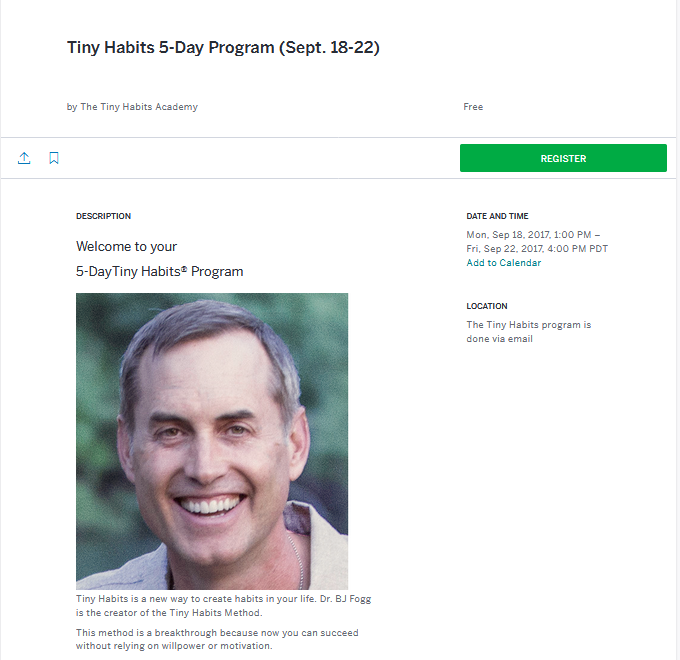 Tiny Habits 5-Day Program (Sept. 18-22)
by The Tiny Habits Academy
Free
REGISTER
DESCRIPTION
Welcome to your
5-DayTiny Habits® Program
Tiny Habits is a new way to create habits in your life. Dr. BJ Fogg
is the creator of the Tiny Habits Method.
This method is a breakthrough because now you can succeed
without relying on willpower or motivation.
DATE AND TIME
Mon, Sep 18, 2017, 1:00 PM –
Fri, Sep 22, 2017, 4:00 PM PDT
Add to Calendar
LOCATION
The Tiny Habits program is
done via email